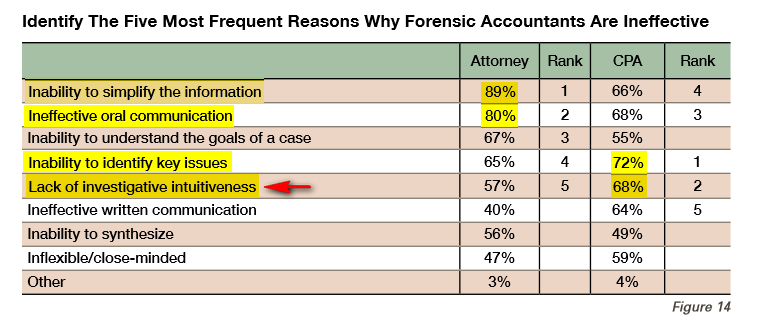 Identify The Five Most Frequent Reasons Why Forensic Accountants Are Ineffective
Attorney Rank CPA Rank
Inability to simplify the information 89% 1 66% 4
Ineffective oral communication 80% 2 68% 3
Inability to understand the goals of a case 67% 3 55%
Inability to identify key issues 65% 4 72% 1
Lack of investigative intuitiveness 57% 5 68% 2
Ineffective written communication 40% 64% 5
Inability to synthesize 56% 49%
Inflexible/close-minded 47% 59%
Other 3% 4%
Figure 14